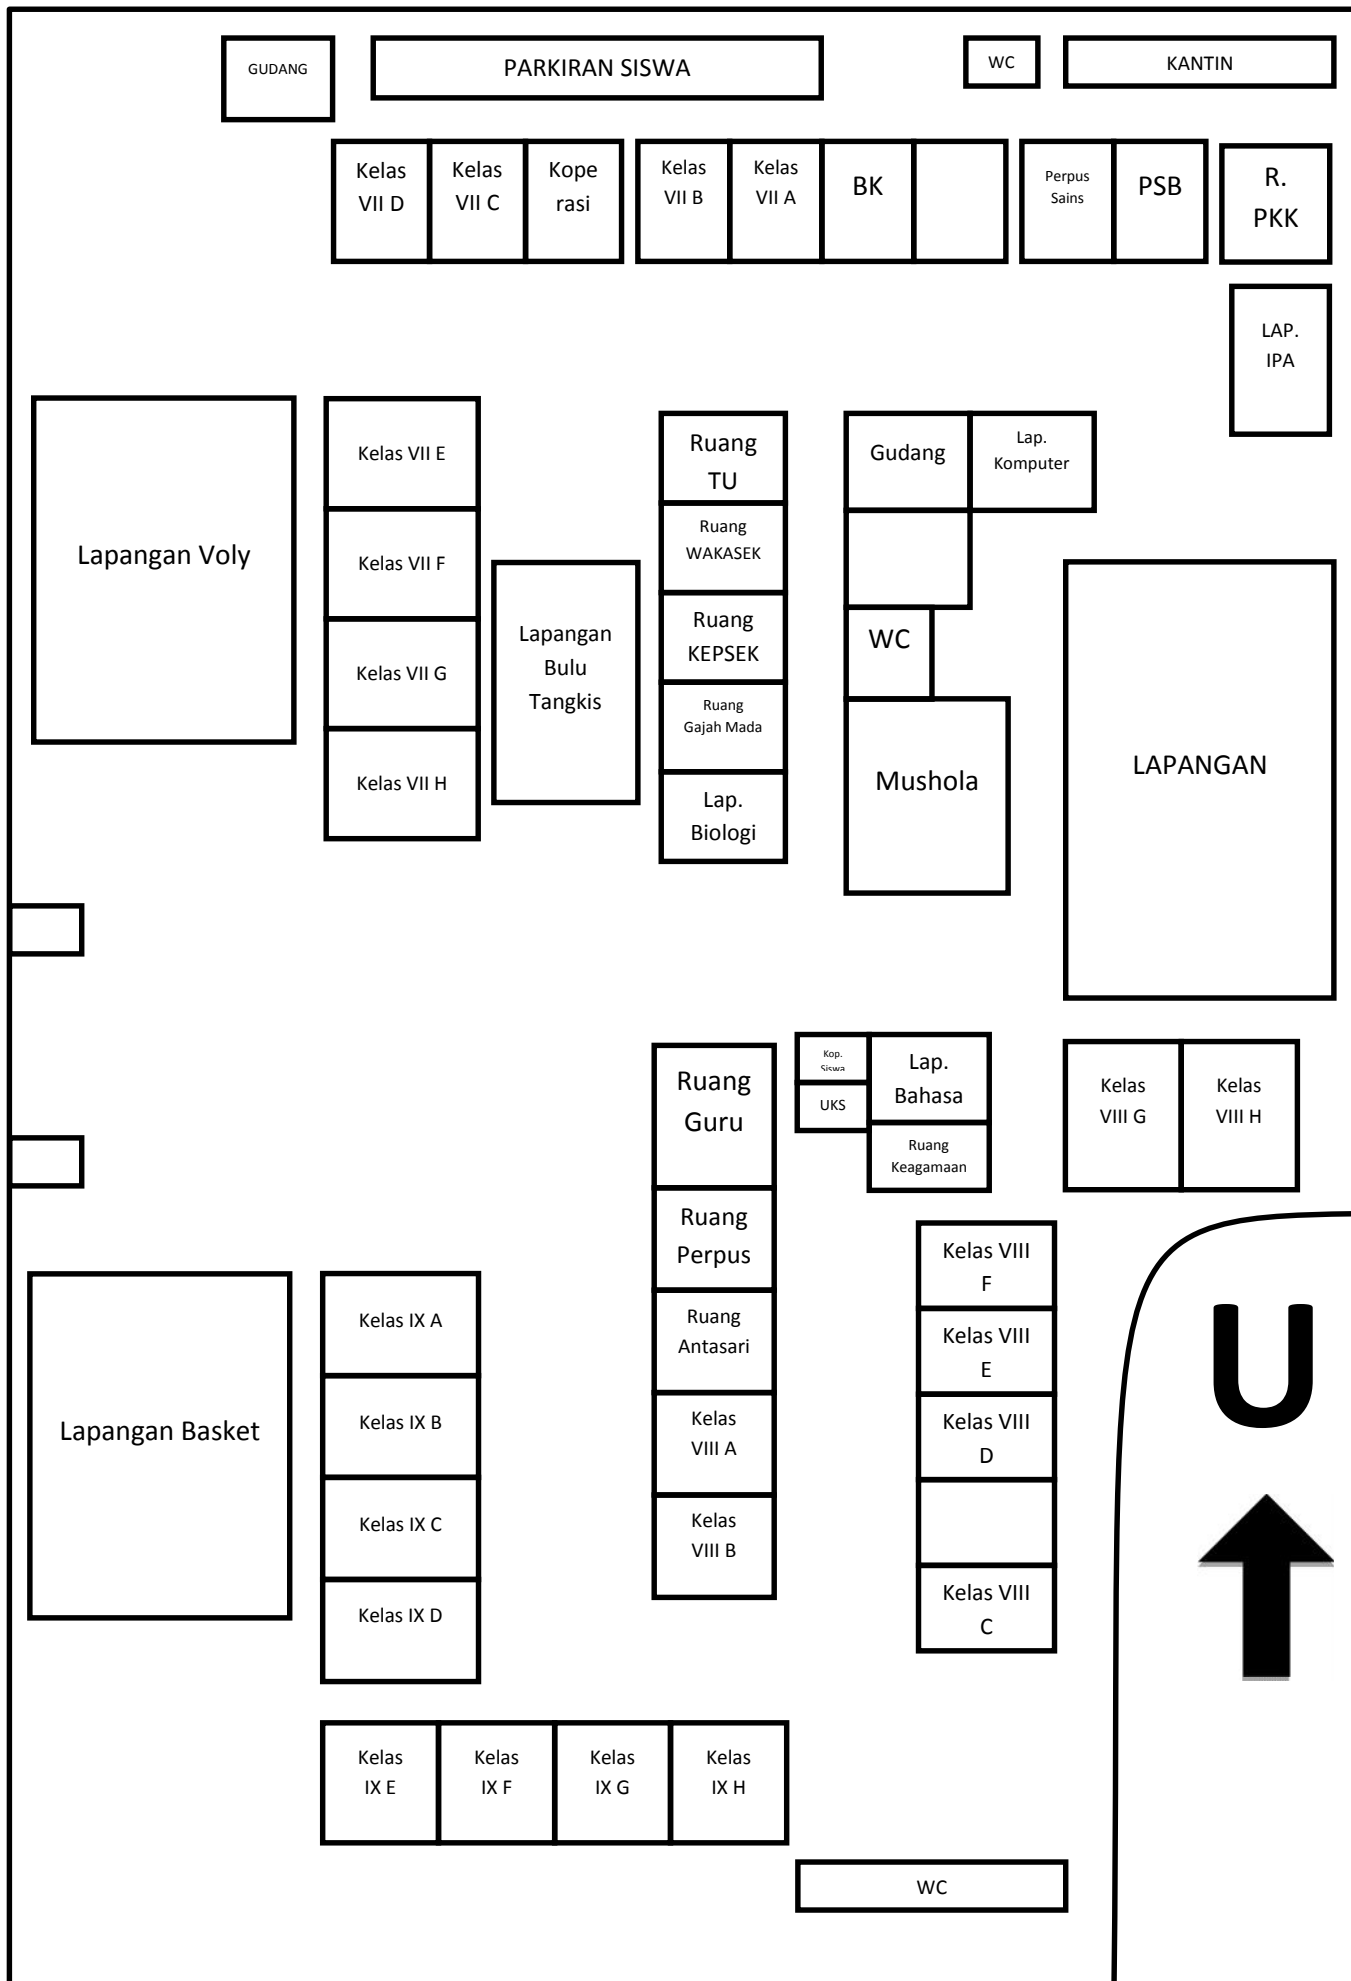 GUDANG
PARKIRAN SISWA
WC
KANTIN
Kelas
VII D
Kelas
VII C
Kope
rasi
Kelas
VII B
Kelas
VII A
BK
Perpus
Sains
PSB
R.
PKK
LAP.
IPA
Lapangan Voly
Kelas VII E
Kelas VII F
Kelas VII G
Kelas VII H
Lapangan
Bulu
Tangkis
Ruang
TU
Ruang
WAKASEK
Ruang
KEPSEK
Ruang
Gajah Mada
Lap.
Biologi
Gudang
Lap.
Komputer
WC
Mushola
LAPANGAN
Ruang
Guru
Ruang
Perpus
Ruang
Antasari
Kelas
VIII A
Kelas
VIII B
Kop.
Siswa
UKS
Lap.
Bahasa
Ruang
Keagamaan
Kelas
VIII G
Kelas
VIII H
Kelas VIII
F
Kelas VIII
E
Kelas VIII
D
Kelas VIII
C
U
Lapangan Basket
Kelas IX A
Kelas IX B
Kelas IX C
Kelas IX D
Kelas
IX E
Kelas
IX F
Kelas
IX G
Kelas
IX H
WC